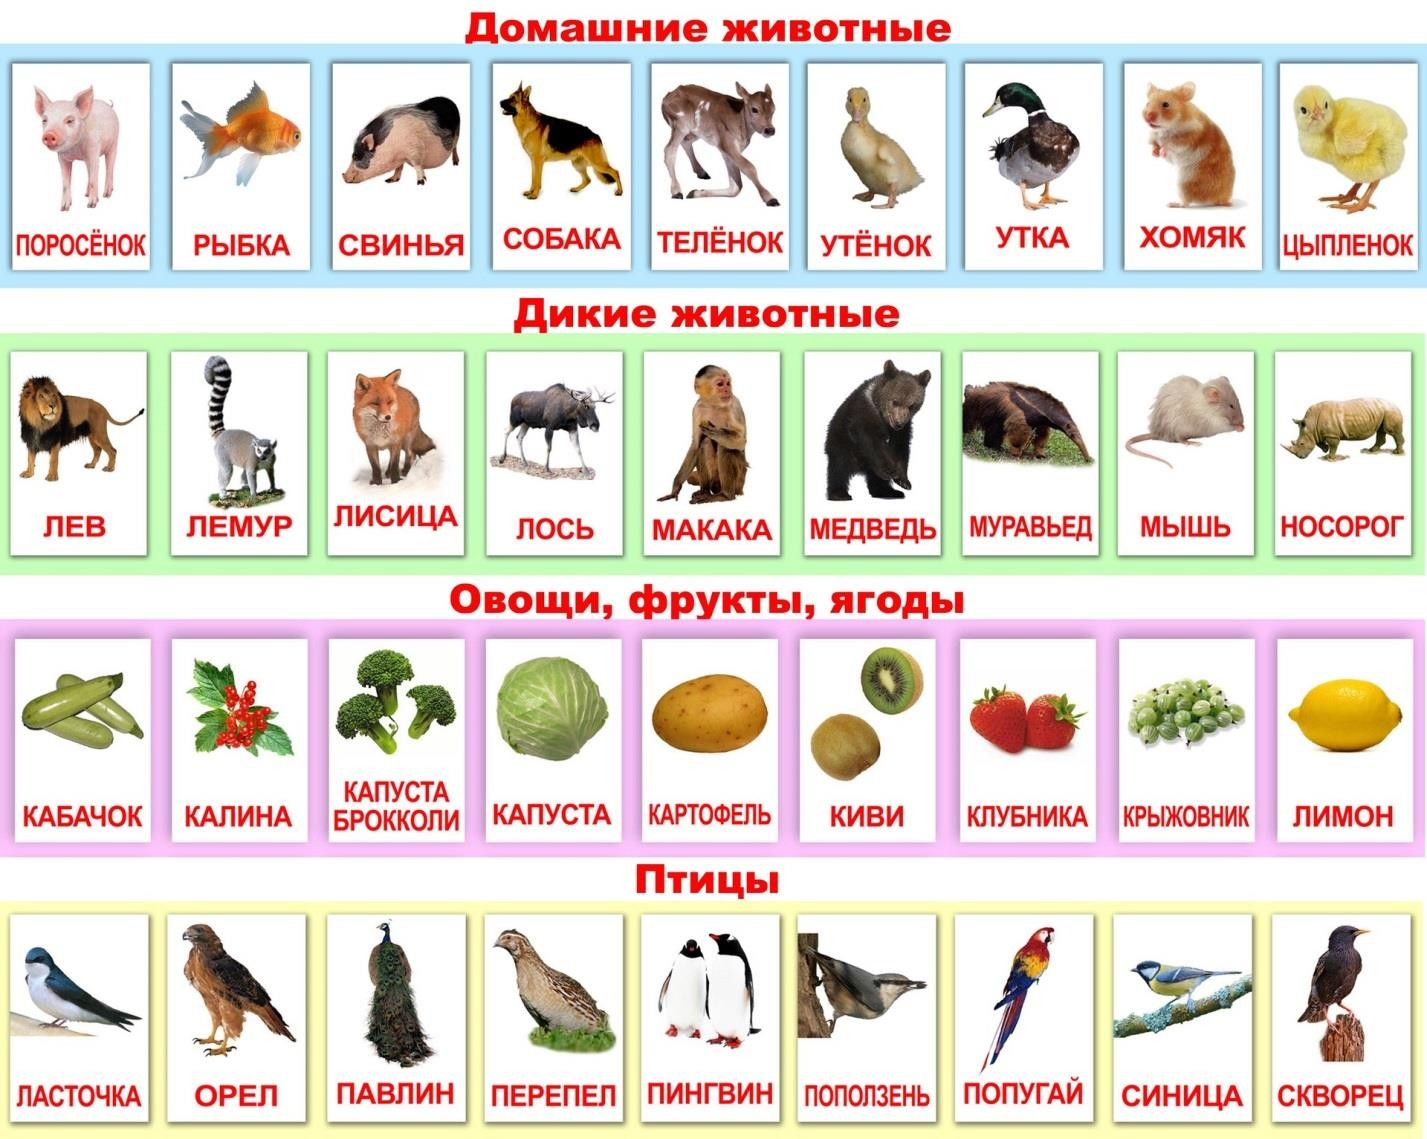 Домашние животные
ПОРОСЁНОК РЫБКА СВИНЬЯ СОБАКА ТЕЛЁНОК УТЁНОК УТКА ХОМЯК ЦЫПЛЕНОК
Дикие животные
ЛЕВ ЛЕМУР ЛИСИЦА ЛОСЬ МАКАКА МЕДВЕДЬ МУРАВЬЕД МЫШЬ НОСОРОГ
Овощи, фрукты, ягоды
КАБАЧОК КАЛИНА КАПУСТА
БРОККОЛИ КАПУСТА КАРТОФЕЛЬ КИВИ КЛУБНИКА КРЫЖОВНИК ЛИМОН
Птицы
ЛАСТОЧКА ОРЕЛ ПАВЛИН ПЕРЕПЕЛ ПИНГВИН ПОПОЛЗЕНЬ ПОПУГАЙ СИНИЦА СКВОРЕЦ